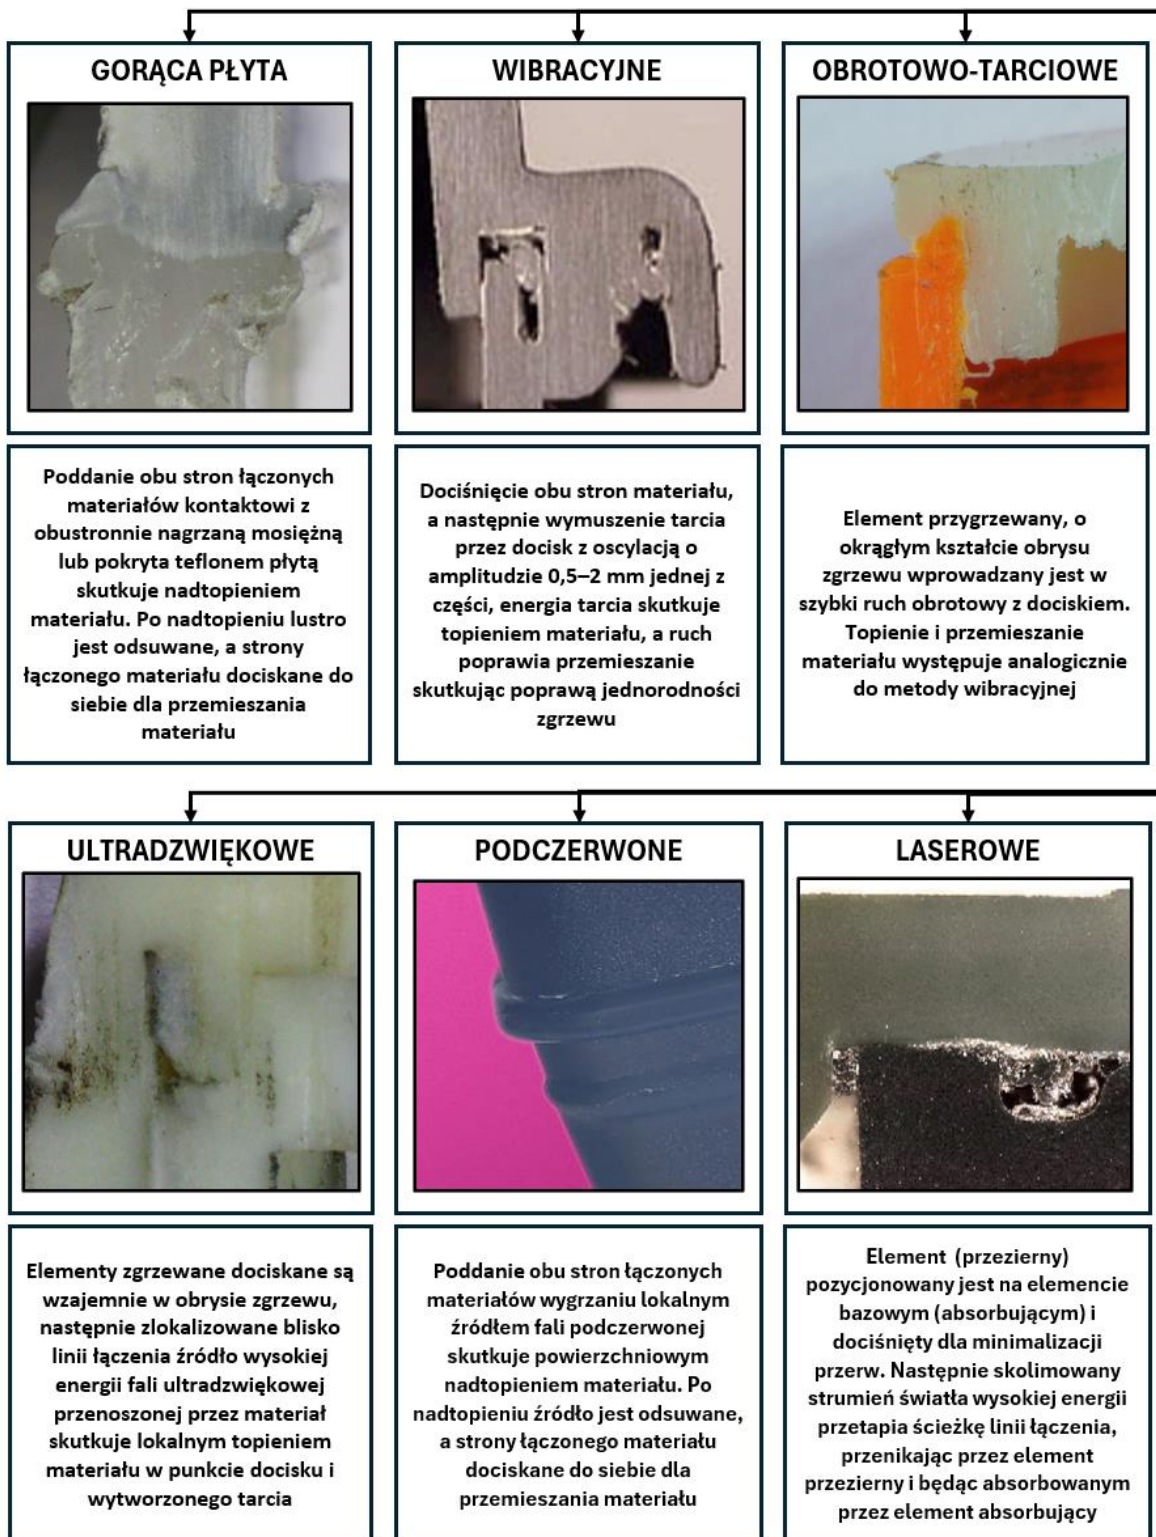 GORĄCA PŁYTA
WIBRACYJNE
OBROTOWO-TARCIOWE
Poddanie obu stron łączonych
materiałów kontaktowi z
obustronnie nagrzaną mosiężną
lub pokryta teflonem płytą
skutkuje nadtopieniem
materiału. Po nadtopieniu lustro
jest odsuwane, a strony
łączonego materiału dociskane do
siebie dla przemieszania
materiału
Dociśnięcie obu stron materiału,
a następnie wymuszenie tarcia
przez docisk z oscylacją o
amplitudzie 0,5–2 mm jednej z
części, energia tarcia skutkuje
topieniem materiału, a ruch
poprawia przemieszanie
skutkując poprawą jednorodności
zgrzewu
Element przygrzewany, o
okrągłym kształcie obrysu
zgrzewu wprowadzany jest w
szybki ruch obrotowy z dociskiem.
Topienie i przemieszanie
materiału występuje analogicznie
do metody wibracyjnej
ULTRADZWIĘKOWE
PODCZERWONE
LASEROWE
Elementy zgrzewane dociskane są
wzajemnie w obrysie zgrzewu,
następnie zlokalizowane blisko
linii łączenia źródło wysokiej
energii fali ultradzwiękowej
przenoszonej przez materiał
skutkuje lokalnym topieniem
materiału w punkcie docisku i
wytworzonego tarcia
Poddanie obu stron łączonych
materiałów wygrzaniu lokalnym
źródłem fali podczerwonej
skutkuje powierzchniowym
nadtopieniem materiału. Po
nadtopieniu źródło jest odsuwane,
a strony łączonego materiału
dociskane do siebie dla
przemieszania materiału
Element (przezierny)
pozycjonowany jest na elemencie
bazowym (absorbującym) i
dociśnięty dla minimalizacji
przerw. Następnie skolimowany
strumień światła wysokiej energii
przetapia ścieżkę linii łączenia,
przenikając przez element
przezierny i będąc absorbowanym
przez element absorbujący